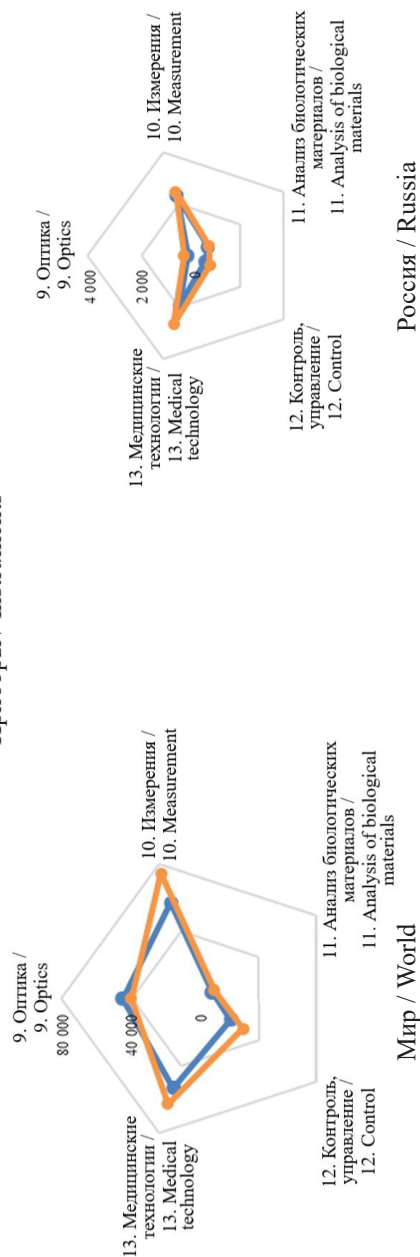 9. Оптика /
9. Optics
80 000
40 000
0
10. Измерения /
10. Measurement
11. Анализ биологических
материалов /
11. Analysis of biological
materials
12. Контроль,
управление /
12. Control
13. Медицинские
технологии /
13. Medical
technology
Мир / World
9. Оптика /
9. Optics
4 000
2 000
0
10. Измерения /
10. Measurement
11. Анализ биологических
материалов /
11. Analysis of biological
materials
12. Контроль,
управление /
12. Control
13. Медицинские
технологии /
13. Medical
technology
Россия / Russia